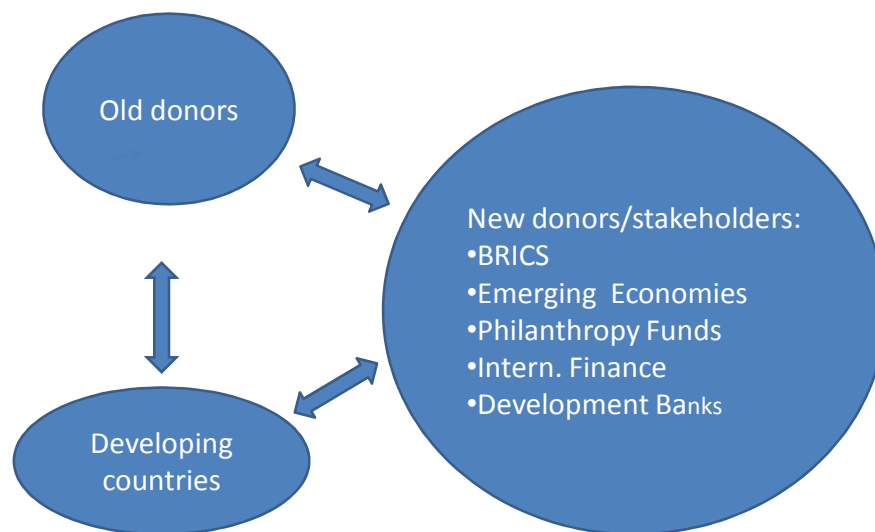 Old donors
New donors/stakeholders:
•BRICS
•Emerging  Economies
•Philanthropy Funds
•Intern. Finance
•Development Banks
Developing
countries